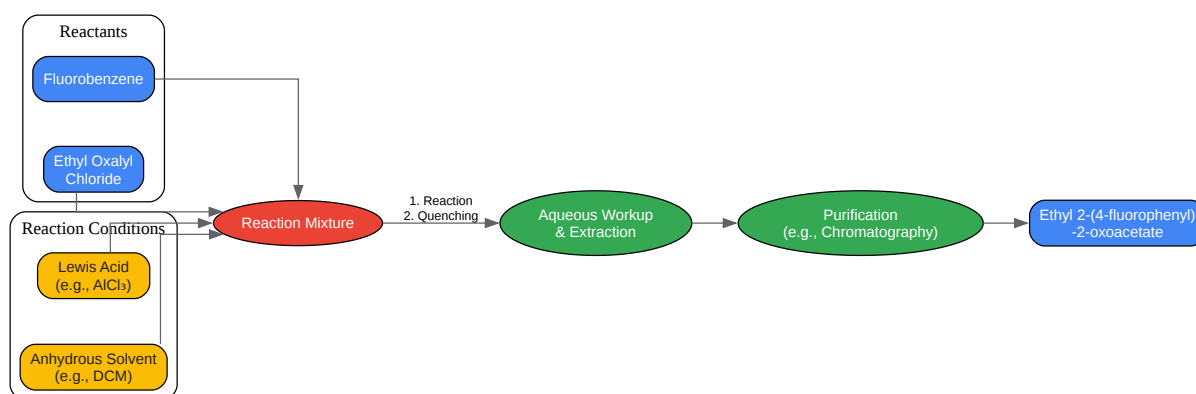 Reactants
Fluorobenzene
Ethyl Oxalyl
Chloride
Reaction Conditions
Lewis Acid
(e.g., AlCl₃)
Anhydrous Solvent
(e.g., DCM)
Reaction Mixture
1. Reaction
2. Quenching
Aqueous Workup
& Extraction
Purification
(e.g., Chromatography)
Ethyl 2-(4-fluorophenyl)
-2-oxoacetate